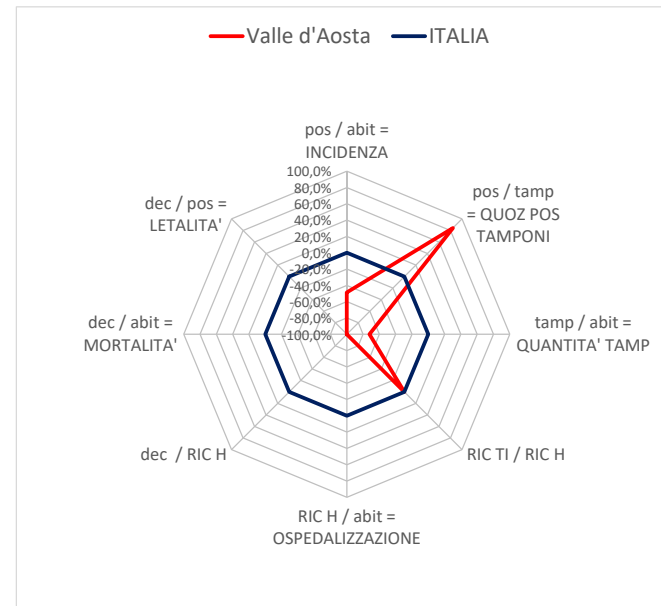 Valle d'Aosta ITALIA
pos / abit =
INCIDENZA
100,0%
80,0%
60,0%
40,0%
20,0%
0,0%
-20,0%
-40,0%
-60,0%
-80,0%
-100,0%
pos / tamp
= QUOZ POS
TAMPONI
tamp / abit =
QUANTITA' TAMP
RIC TI / RIC H
RIC H / abit =
OSPEDALIZZAZIONE
dec / RIC H
dec / abit =
MORTALITA'
dec / pos =
LETALITA'